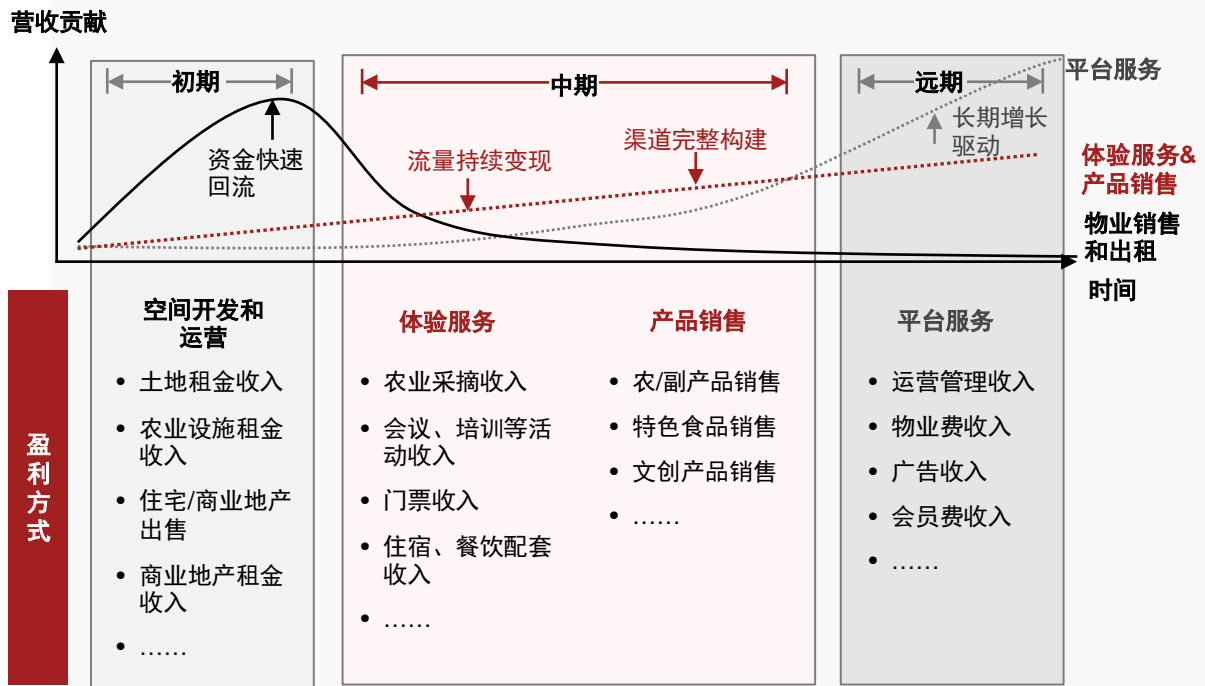 营收贡献
初期
中期
远期
平台服务
资金快速
回流
流量持续变现
渠道完整构建
长期增长
驱动
体验服务&
产品销售
物业销售
和出租
时间
盈利方式
空间开发和
运营
• 土地租金收入
• 农业设施租金
收入
• 住宅/商业地产
出售
• 商业地产租金
收入
• ……
体验服务
• 农业采摘收入
• 会议、培训等活
动收入
• 门票收入
• 住宿、餐饮配套
收入
• ……
产品销售
• 农/副产品销售
• 特色食品销售
• 文创产品销售
• ……
平台服务
• 运营管理收入
• 物业费收入
• 广告收入
• 会员费收入
• ……